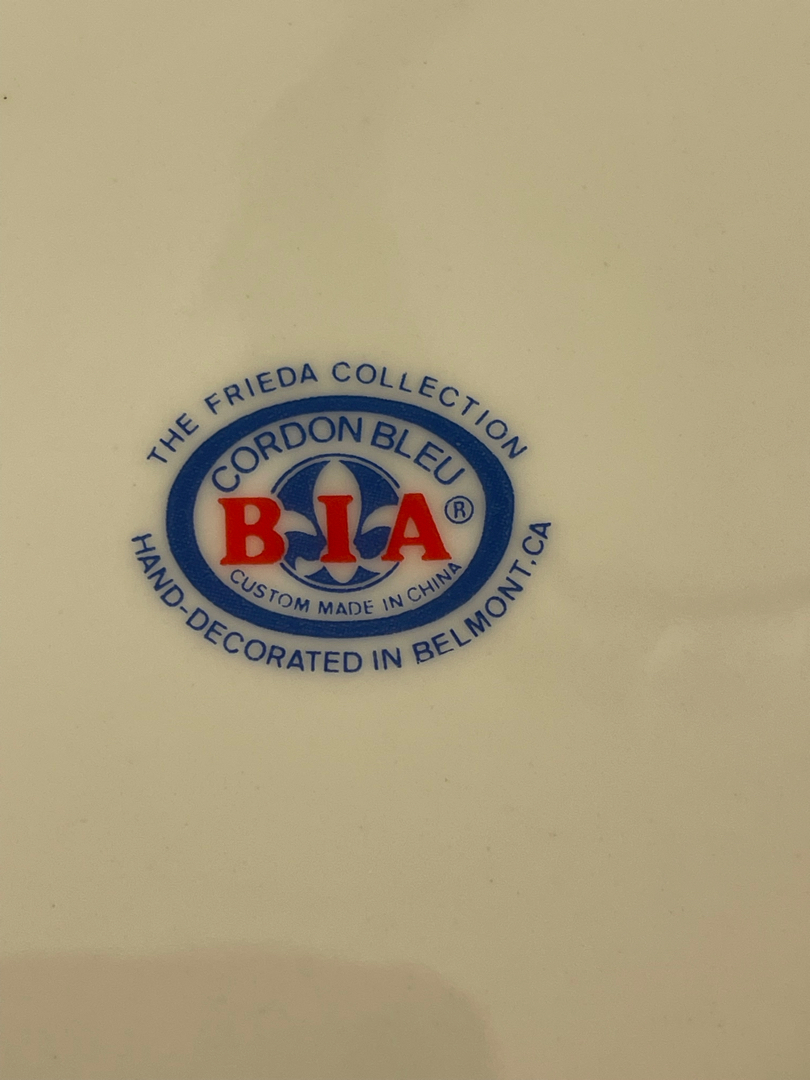 THE FRIEDA COLLECTION
CORDON BLEU
BIA ®
CUSTOM MADE IN CHINA
HAND-DECORATED IN BELMONT, CA